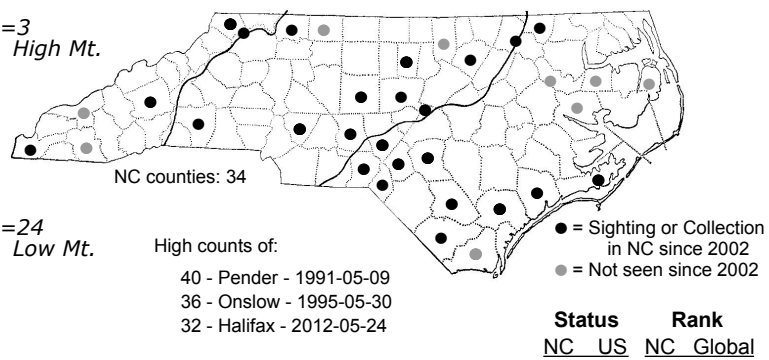 =3
High Mt.
NC counties: 34
=24
Low Mt.
High counts of:
40 - Pender - 1991-05-09
36 - Onslow - 1995-05-30
32 - Halifax - 2012-05-24
= Sighting or Collection
in NC since 2002
= Not seen since 2002
Status Rank
NC US NC Global